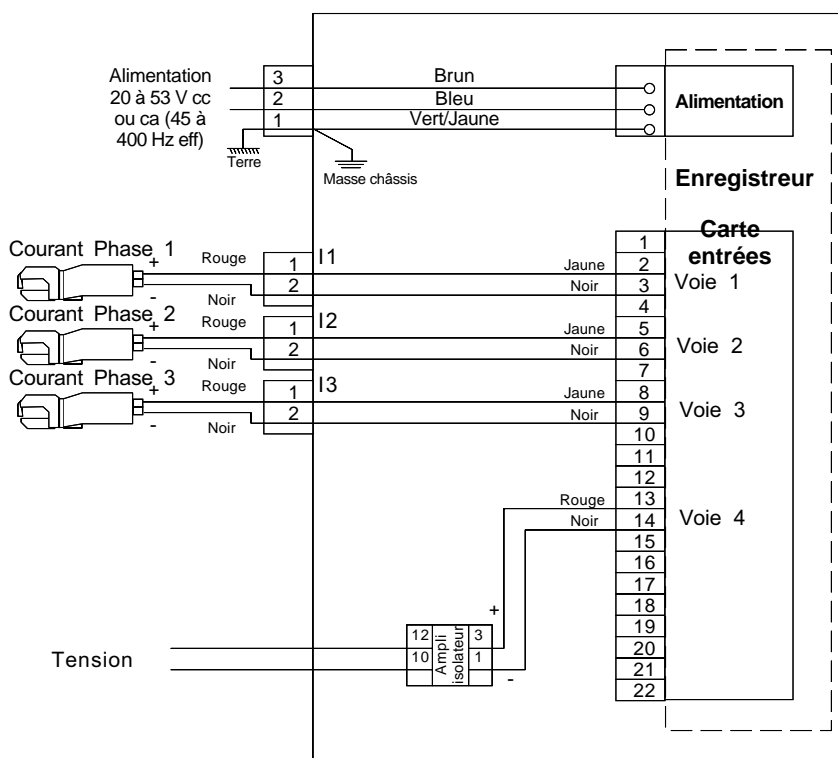 Alimentation
20 à 53 V cc
ou ca (45 à
400 Hz eff)
3
2
1
Brun
Bleu
Vert/Jaune
Alimentation
Terre
Masse châssis
Enregistreur
Carte
entrées
Courant Phase 1
+
-
Rouge
Noir
1
2
I1
Jaune
Noir
Voie 1
Courant Phase 2
+
-
Rouge
Noir
1
2
I2
Jaune
Noir
Voie 2
Courant Phase 3
+
-
Rouge
Noir
1
2
I3
Jaune
Noir
Voie 3
1
2
3
4
5
6
7
8
9
10
11
12
13
14
15
16
17
18
19
20
21
22
Rouge
Noir
Voie 4
Tension
12
10
Ampli
isolateur
3
1
+
-